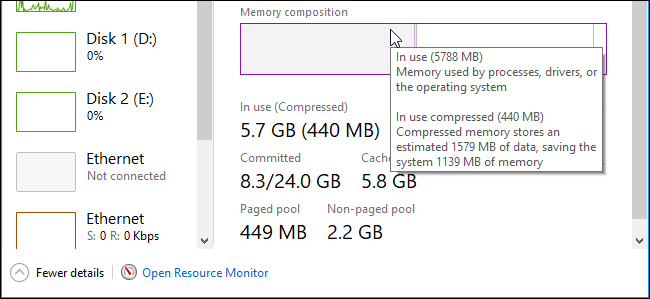 Memory composition
Disk 1 (D:)
0%
Disk 2 (E:)
0%
Ethernet
Not connected
Ethernet
S: 0 R: 0 Kbps
In use (5788 MB)
Memory used by processes, drivers, or
the operating system
In use compressed (440 MB)
Compressed memory stores an
estimated 1579 MB of data, saving the
system 1139 MB of memory
In use (Compressed)
5.7 GB (440 MB)
Committed
8.3/24.0 GB
5.8 GB
Paged pool
449 MB
Non-paged pool
2.2 GB
Fewer details
Open Resource Monitor